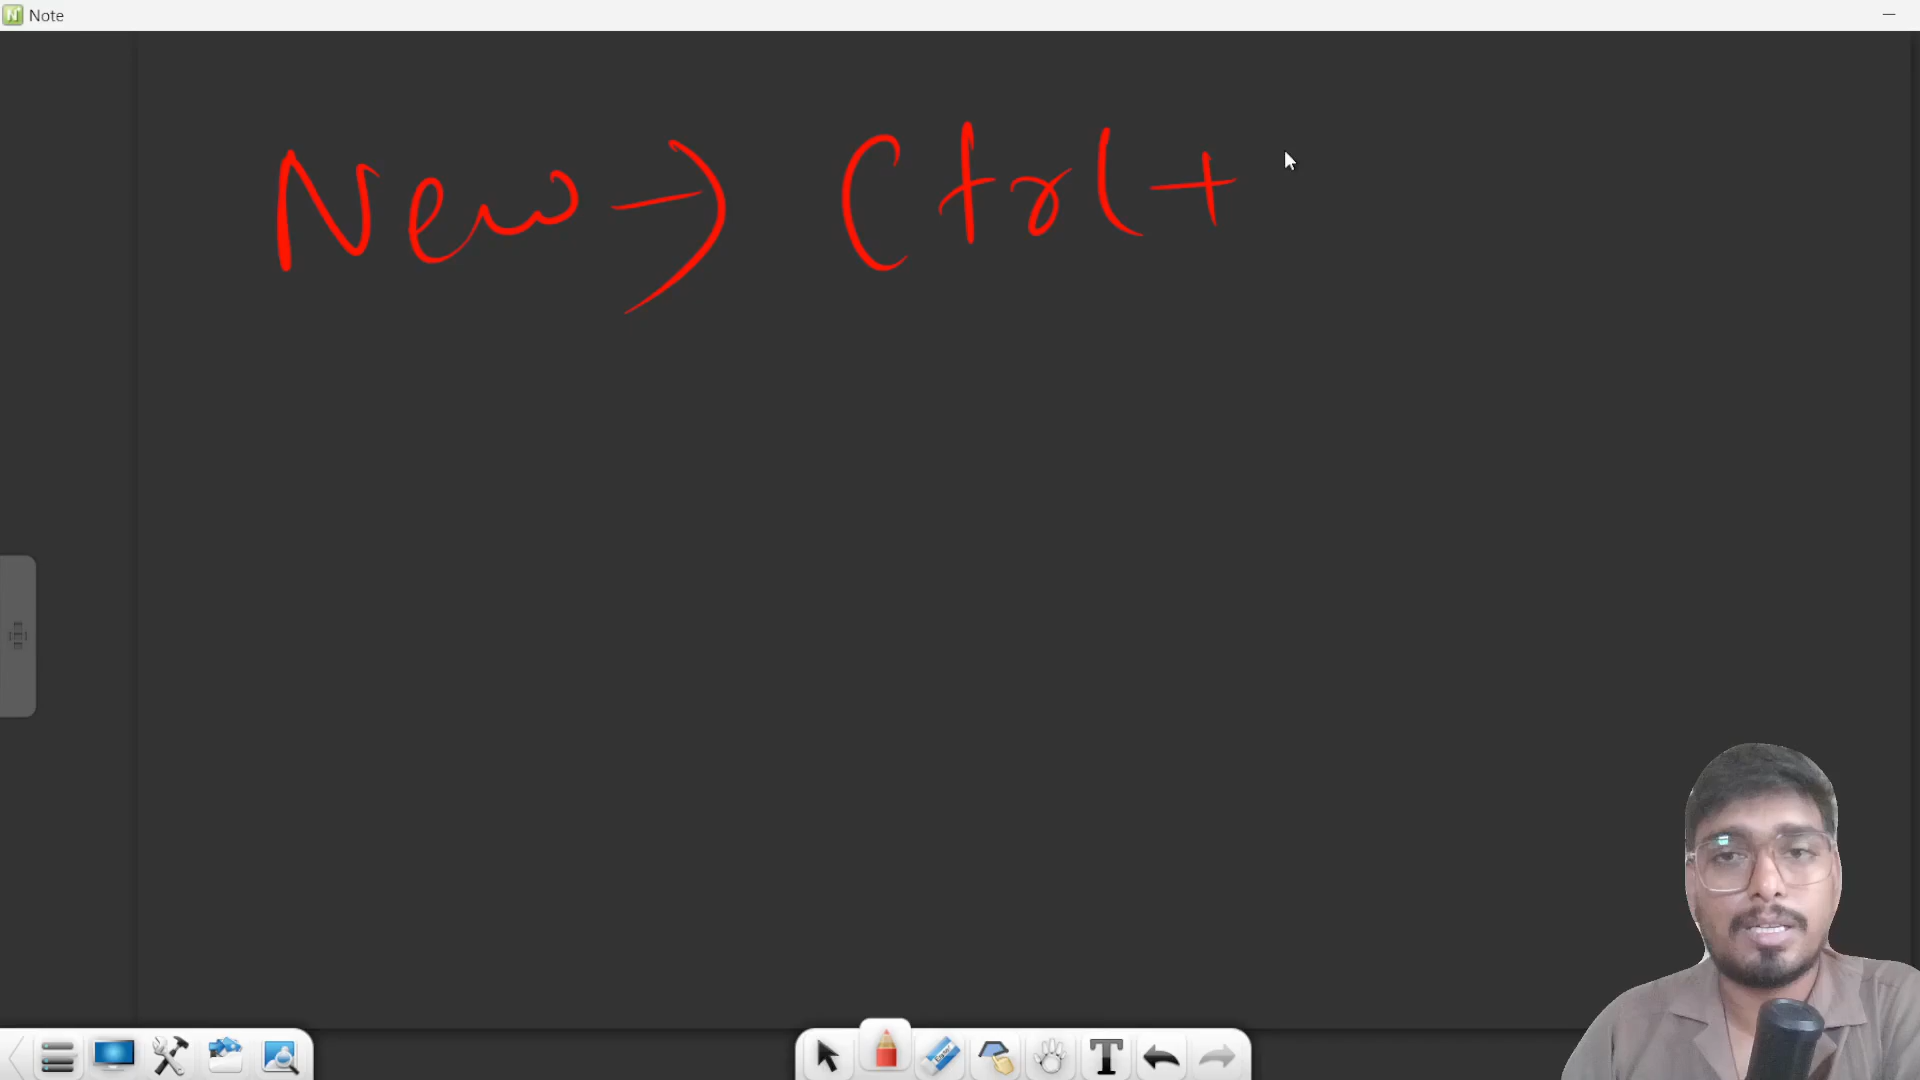 Note
New → Ctrl +
T